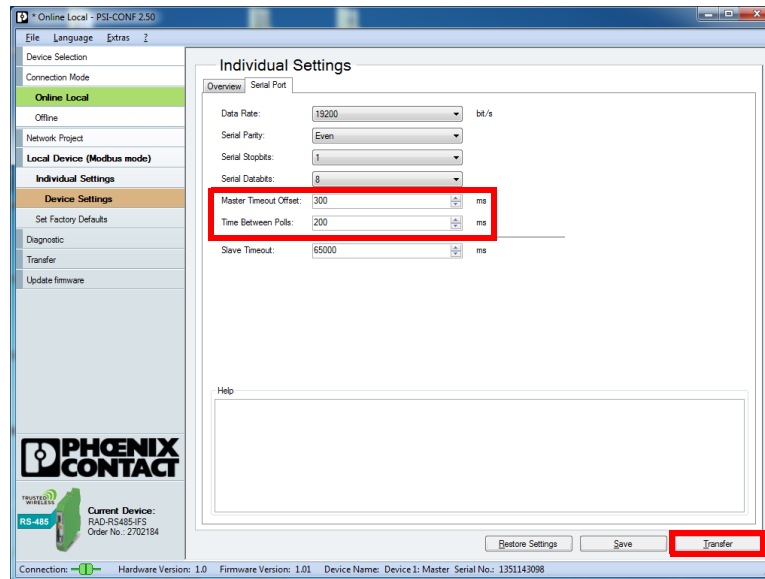 * Online Local - PSI-CONF 2.50
File Language Extras ?
Device Selection
Connection Mode
Online Local
Offline
Network Project
Local Device (Modbus mode)
Individual Settings
Device Settings
Set Factory Defaults
Diagnostic
Transfer
Update firmware
Individual Settings
Overview Serial Port
Data Rate: 19200 bit/s
Serial Parity: Even
Serial Stopbits: 1
Serial Databits: 8
Master Timeout Offset: 300 ms
Time Between Polls: 200 ms
Slave Timeout: 65000 ms
Help
PHŒNIX
CONTACT
TRUSTED
WIRELESS
RS-485
Current Device:
RAD-RS485-IFS
Order No.: 2702184
Restore Settings Save Transfer
Connection: Hardware Version: 1.0 Firmware Version: 1.01 Device Name: Device 1: Master Serial No.: 1351143098